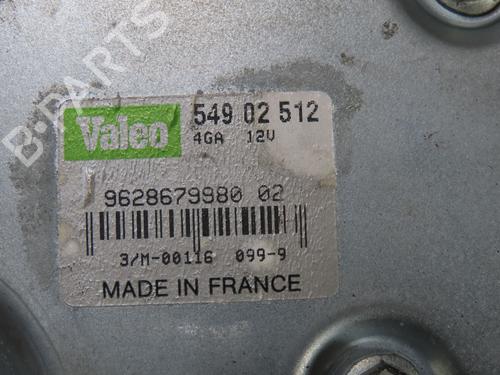 Valeo 549 02 512
4GA 12V
9628679980 02
3/M-00116 099-9
MADE IN FRANCE
B-PARTS